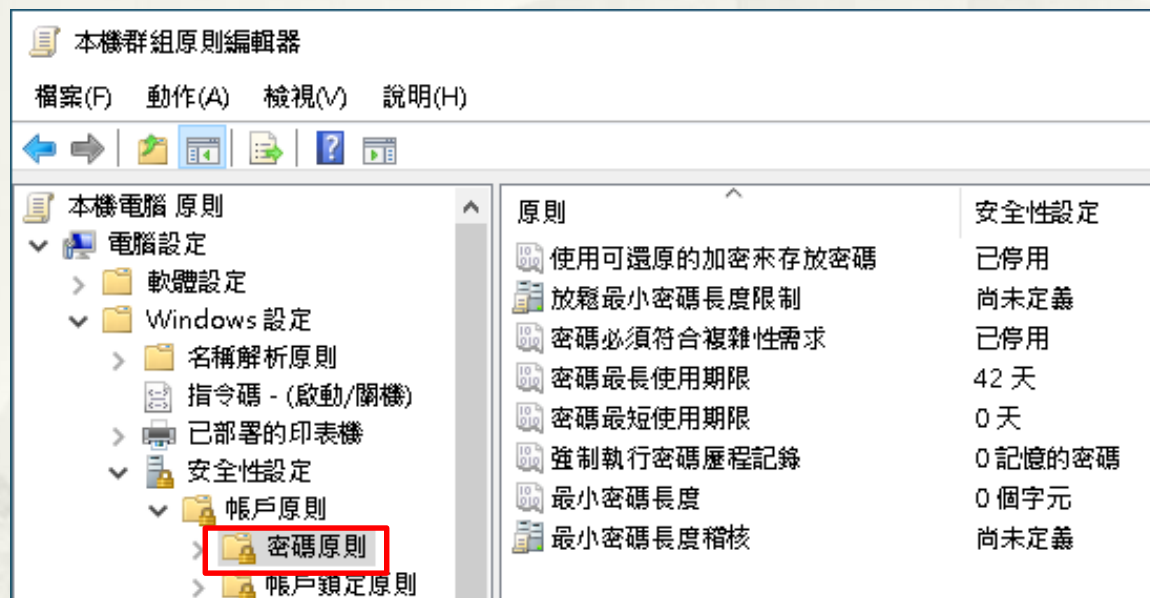 本機群組原則編輯器
檔案(F) 動作(A) 檢視(V) 說明(H)
本機電腦 原則
電腦設定
軟體設定
Windows 設定
名稱解析原則
指令碼 - (啟動/關機)
已部署的印表機
安全性設定
帳戶原則
密碼原則
帳戶鎖定原則
原則 安全性設定
使用可還原的加密來存放密碼 已停用
放鬆最小密碼長度限制 尚未定義
密碼必須符合複雜性需求 已停用
密碼最長使用期限 42 天
密碼最短使用期限 0 天
強制執行密碼歷程記錄 0 記憶的密碼
最小密碼長度 0 個字元
最小密碼長度稽核 尚未定義